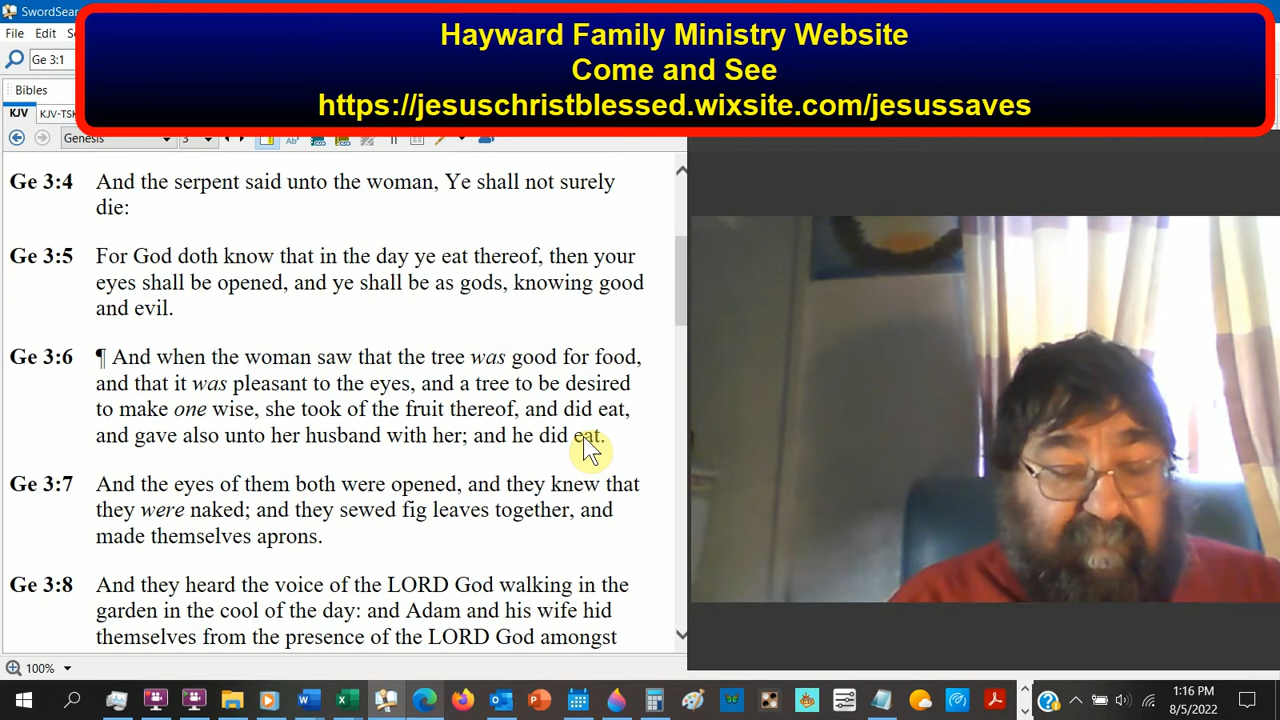 SwordSear
Hayward Family Ministry Website
Come and See
https://jesuschristblessed.wixsite.com/jesussaves
File Edit
Ge 3:1
Bibles
KJV KJV-TSK
Genesis 3
Ge 3:4 And the serpent said unto the woman, Ye shall not surely
die:
Ge 3:5 For God doth know that in the day ye eat thereof, then your
eyes shall be opened, and ye shall be as gods, knowing good
and evil.
Ge 3:6 ¶ And when the woman saw that the tree was good for food,
and that it was pleasant to the eyes, and a tree to be desired
to make one wise, she took of the fruit thereof, and did eat,
and gave also unto her husband with her; and he did eat.
Ge 3:7 And the eyes of them both were opened, and they knew that
they were naked; and they sewed fig leaves together, and
made themselves aprons.
Ge 3:8 And they heard the voice of the LORD God walking in the
garden in the cool of the day: and Adam and his wife hid
themselves from the presence of the LORD God amongst
100%
1:16 PM
8/5/2022